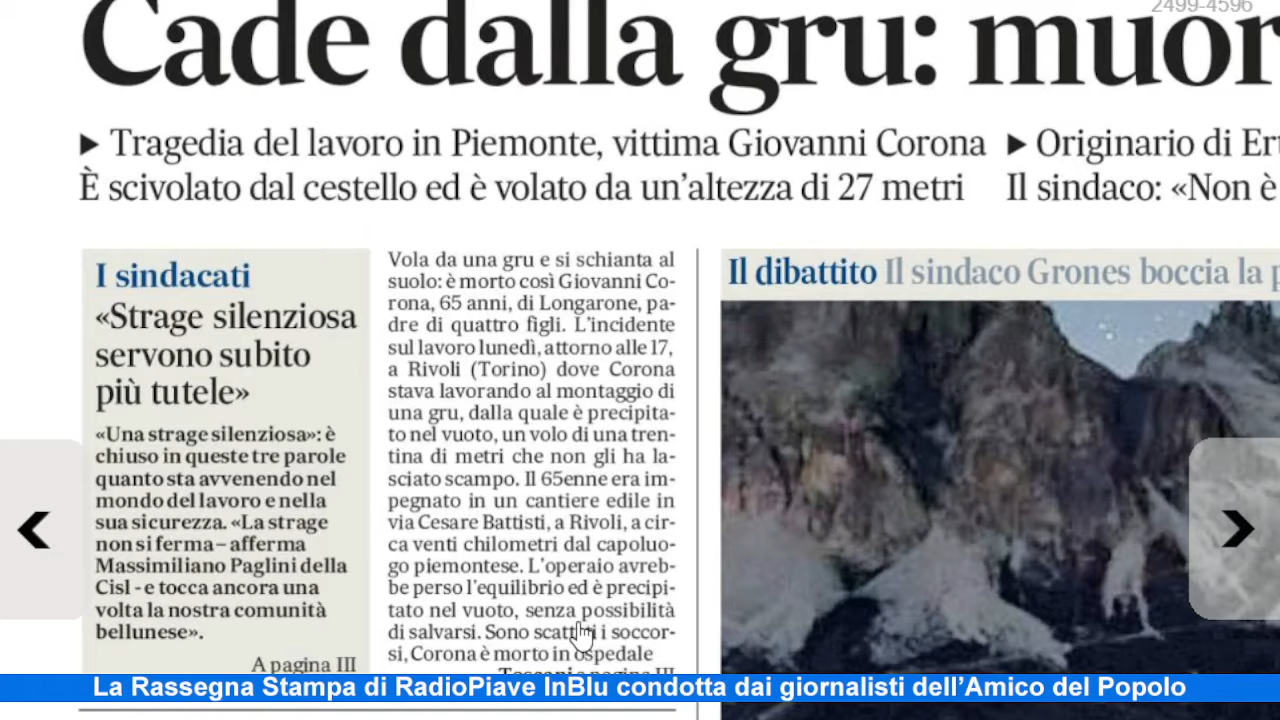 2499-4596
Cade dalla gru: muor
▶ Tragedia del lavoro in Piemonte, vittima Giovanni Corona
È scivolato dal cestello ed è volato da un’altezza di 27 metri
▶ Originario di Ert
Il sindaco: «Non è
I sindacati
«Strage silenziosa
servono subito
più tutele»
«Una strage silenziosa»: è
chiuso in queste tre parole
quanto sta avvenendo nel
mondo del lavoro e nella
sua sicurezza. «La strage
non si ferma – afferma
Massimiliano Paglini della
Cisl - e tocca ancora una
volta la nostra comunità
bellunese».
A pagina III
Vola da una gru e si schianta al
suolo: è morto così Giovanni Co-
rona, 65 anni, di Longarone, pa-
dre di quattro figli. L’incidente
sul lavoro lunedì, attorno alle 17,
a Rivoli (Torino) dove Corona
stava lavorando al montaggio di
una gru, dalla quale è precipita-
to nel vuoto, un volo di una tren-
tina di metri che non gli ha la-
sciato scampo. Il 65enne era im-
pegnato in un cantiere edile in
via Cesare Battisti, a Rivoli, a cir-
ca venti chilometri dal capoluo-
go piemontese. L’operaio avreb-
be perso l’equilibrio ed è precipi-
tato nel vuoto, senza possibilità
di salvarsi. Sono scattati i soccor-
si, Corona è morto in ospedale
Il dibattito Il sindaco Grones boccia la p
La Rassegna Stampa di RadioPiave InBlu condotta dai giornalisti dell’Amico del Popolo